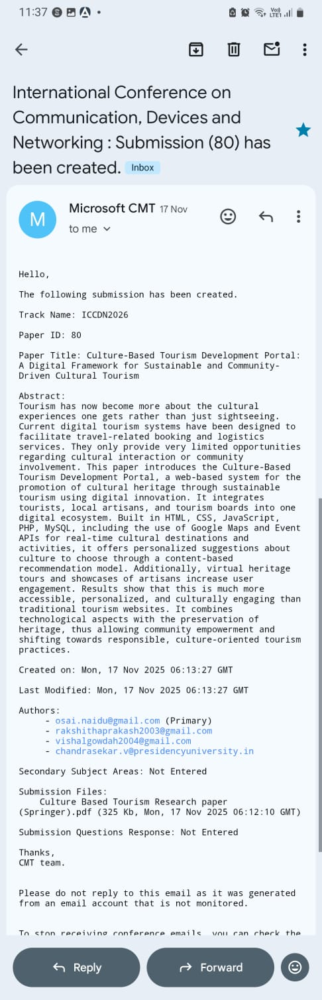 11:37
Vo)) LTE1
International Conference on
Communication, Devices and
Networking : Submission (80) has
been created. Inbox
M
Microsoft CMT 17 Nov
to me
Hello,
The following submission has been created.
Track Name: ICCDN2026
Paper ID: 80
Paper Title: Culture-Based Tourism Development Portal:
A Digital Framework for Sustainable and Community-
Driven Cultural Tourism
Abstract:
Tourism has now become more about the cultural
experiences one gets rather than just sightseeing.
Current digital tourism systems have been designed to
facilitate travel-related booking and logistics
services. They only provide very limited opportunities
regarding cultural interaction or community
involvement. This paper introduces the Culture-Based
Tourism Development Portal, a web-based system for the
promotion of cultural heritage through sustainable
tourism using digital innovation. It integrates
tourists, local artisans, and tourism boards into one
digital ecosystem. Built in HTML, CSS, JavaScript,
PHP, MySQL, including the use of Google Maps and Event
APIs for real-time cultural destinations and
activities, it offers personalized suggestions about
culture to choose through a content-based
recommendation model. Additionally, virtual heritage
tours and showcases of artisans increase user
engagement. Results show that this is much more
accessible, personalized, and culturally engaging than
traditional tourism websites. It combines
technological aspects with the preservation of
heritage, thus allowing community empowerment and
shifting towards responsible, culture-oriented tourism
practices.
Created on: Mon, 17 Nov 2025 06:13:27 GMT
Last Modified: Mon, 17 Nov 2025 06:13:27 GMT
Authors:
- osai.naidu@gmail.com (Primary)
- rakshithaprakash2003@gmail.com
- vishalgowdah2004@gmail.com
- chandrasekar.v@presidencyuniversity.in
Secondary Subject Areas: Not Entered
Submission Files:
Culture Based Tourism Research paper
(Springer).pdf (325 Kb, Mon, 17 Nov 2025 06:12:10 GMT)
Submission Questions Response: Not Entered
Thanks,
CMT team.
Please do not reply to this email as it was generated
from an email account that is not monitored.
To stop receiving conference emails, you can check the
Reply
Forward